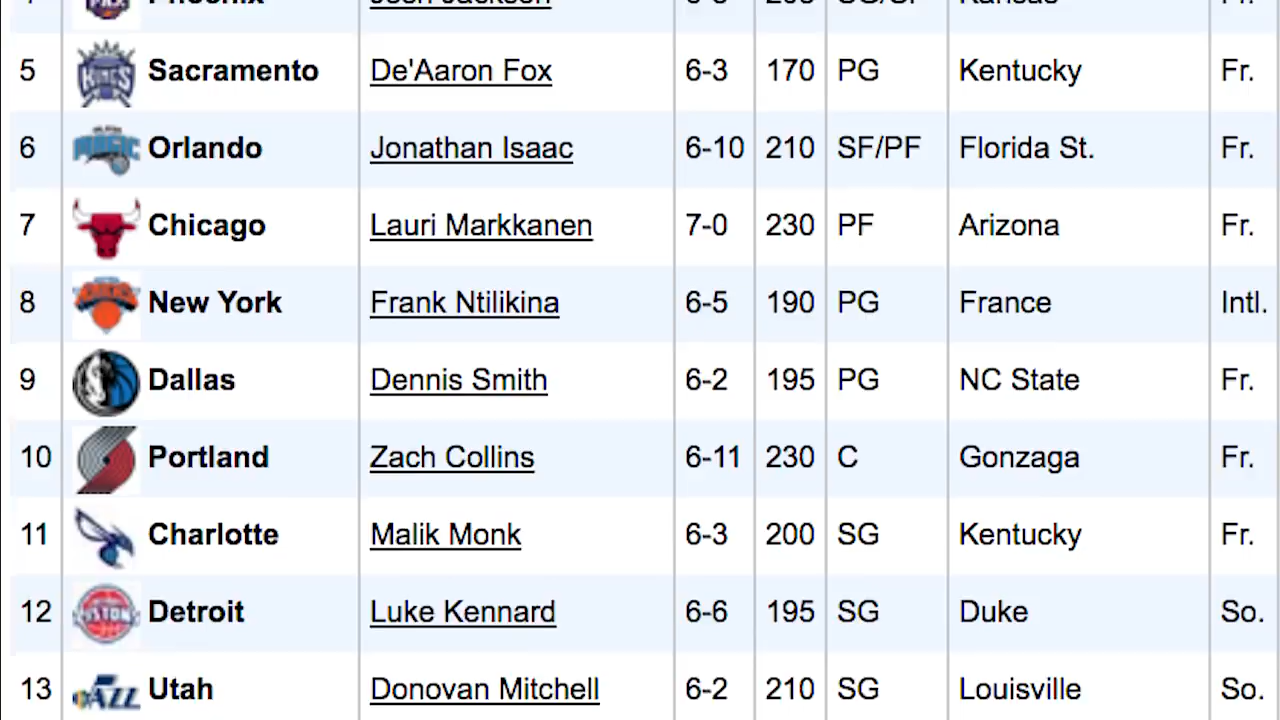 5 Sacramento De'Aaron Fox 6-3 170 PG Kentucky Fr.
6 Orlando Jonathan Isaac 6-10 210 SF/PF Florida St. Fr.
7 Chicago Lauri Markkanen 7-0 230 PF Arizona Fr.
8 New York Frank Ntilikina 6-5 190 PG France Intl.
9 Dallas Dennis Smith 6-2 195 PG NC State Fr.
10 Portland Zach Collins 6-11 230 C Gonzaga Fr.
11 Charlotte Malik Monk 6-3 200 SG Kentucky Fr.
12 Detroit Luke Kennard 6-6 195 SG Duke So.
13 Utah Donovan Mitchell 6-2 210 SG Louisville So.